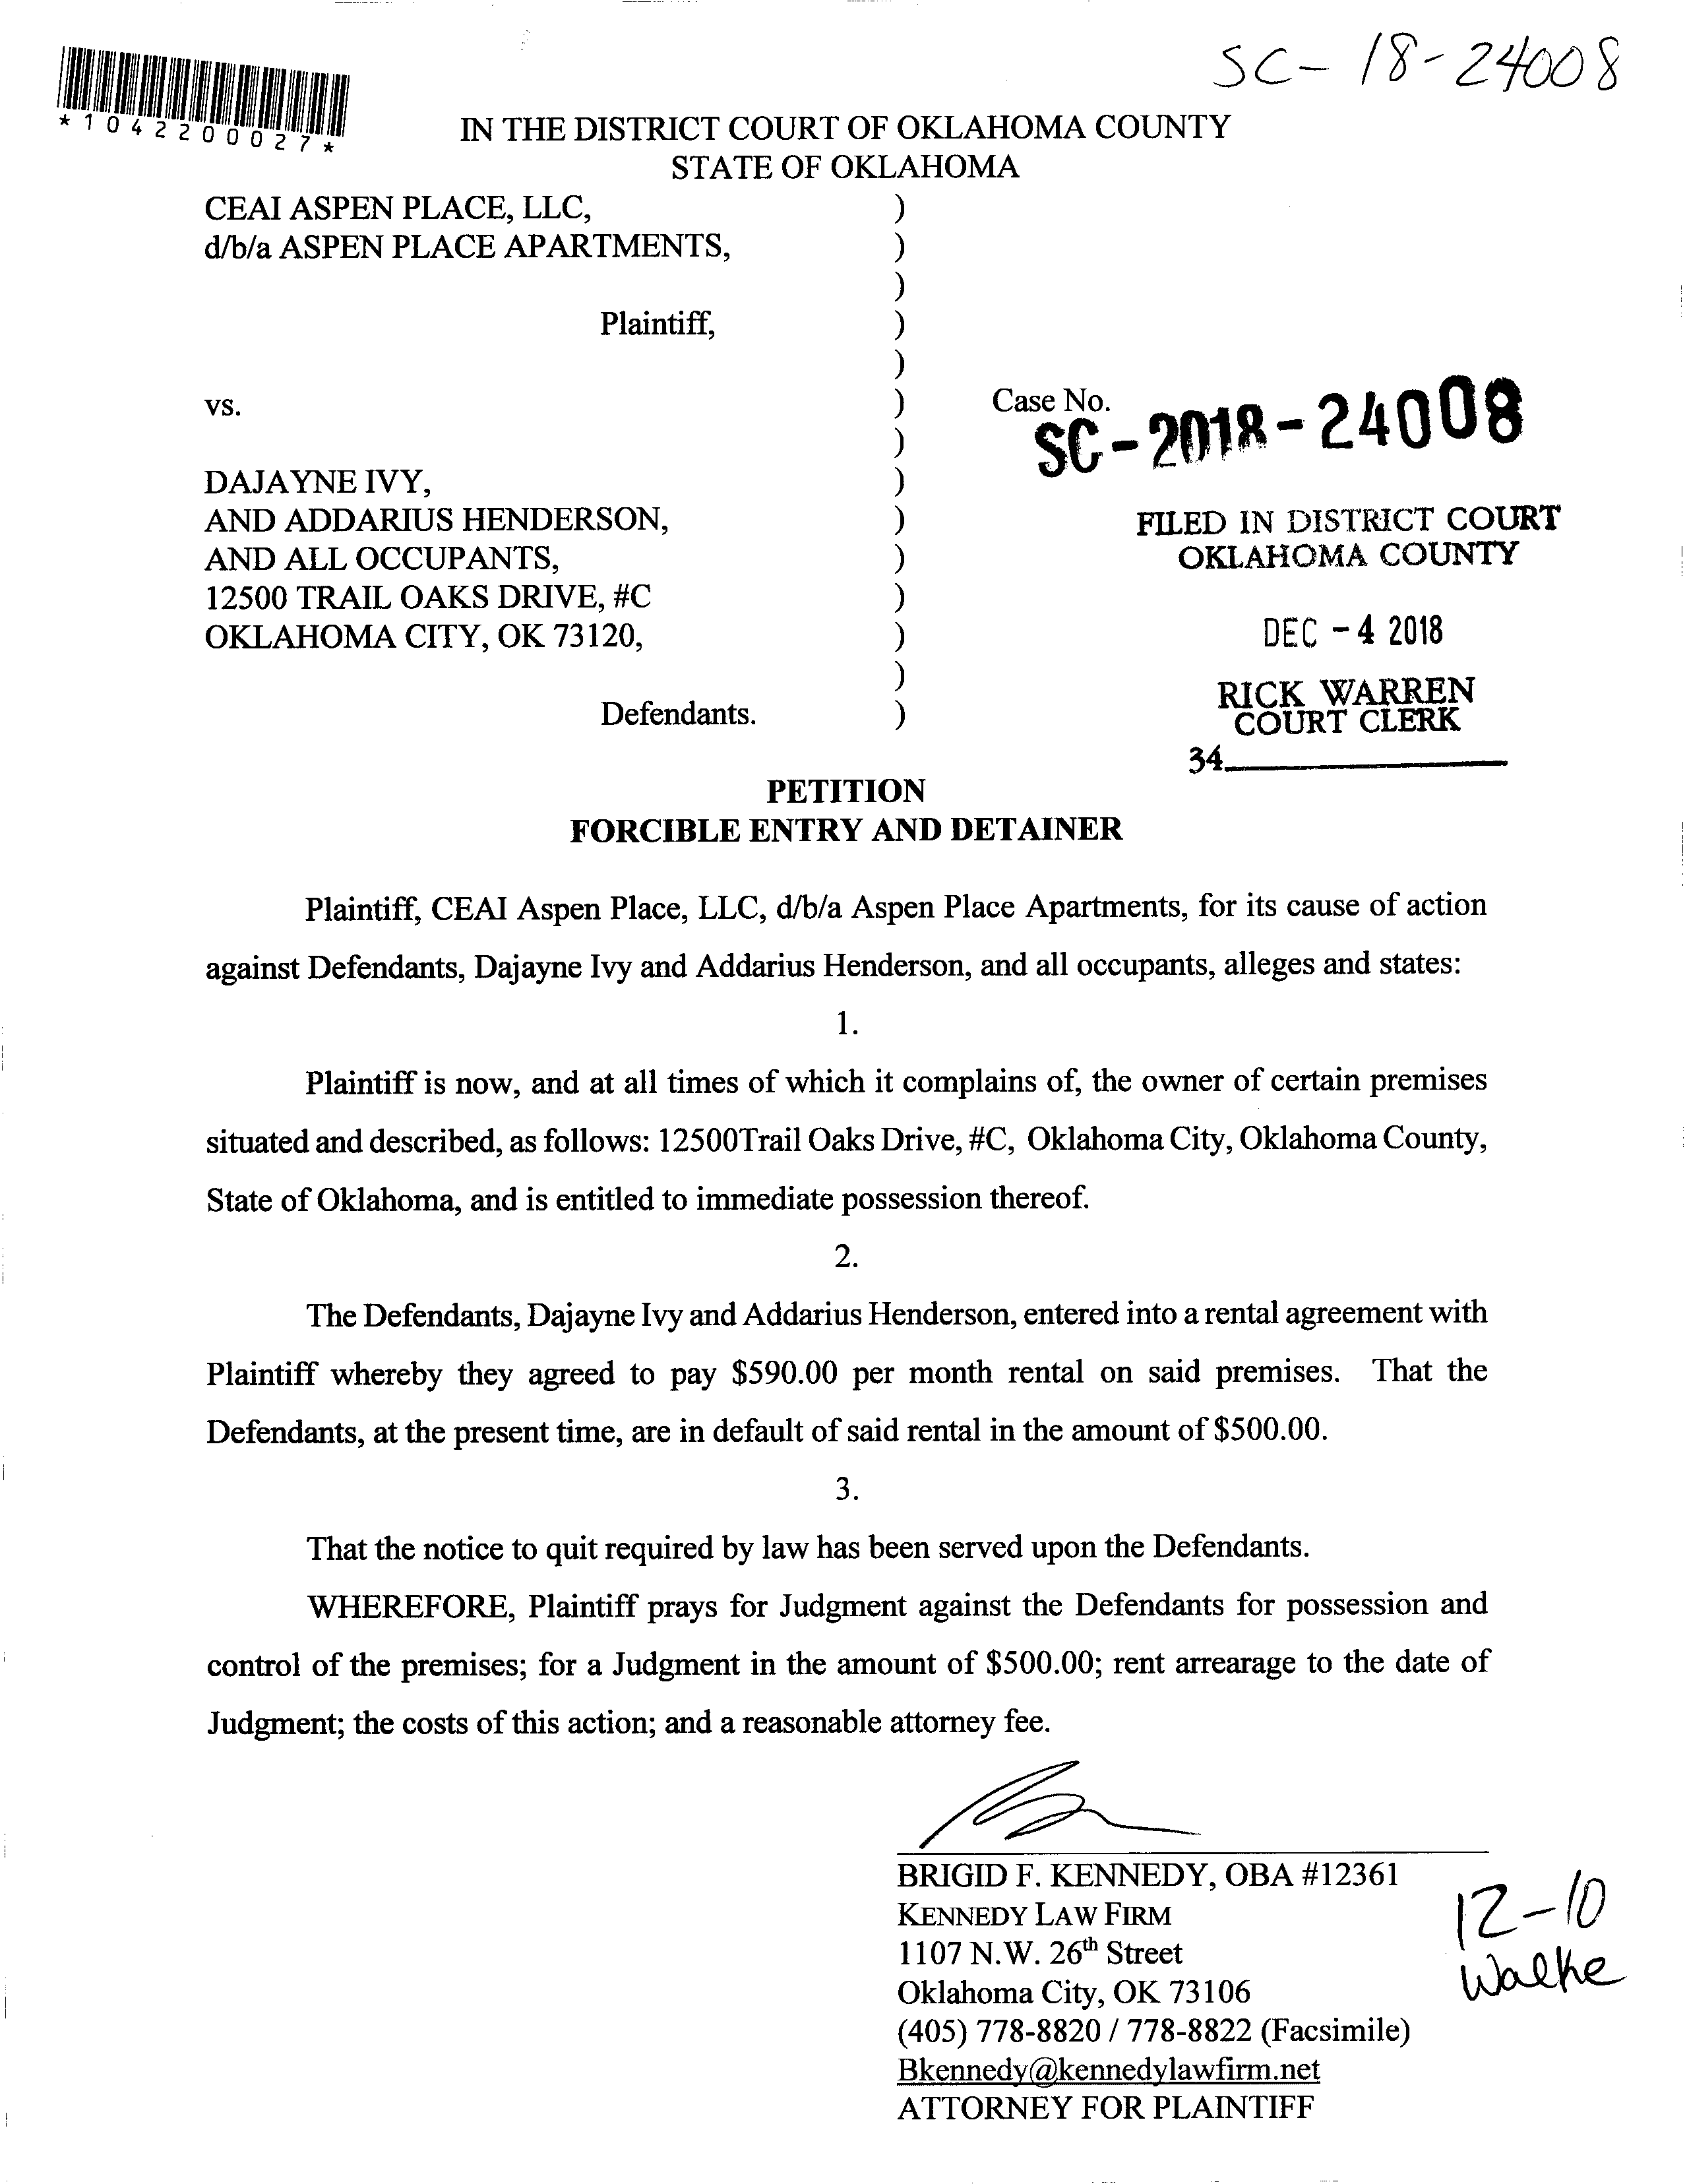 SC-18-24008
*1042200027*
IN THE DISTRICT COURT OF OKLAHOMA COUNTY
STATE OF OKLAHOMA
CEAI ASPEN PLACE, LLC, )
d/b/a ASPEN PLACE APARTMENTS, )
)
Plaintiff, )
)
vs. ) Case No.
) SC-2018-24008
DAJAYNE IVY, )
AND ADDARIUS HENDERSON, ) FILED IN DISTRICT COURT
AND ALL OCCUPANTS, ) OKLAHOMA COUNTY
12500 TRAIL OAKS DRIVE, #C )
OKLAHOMA CITY, OK 73120, ) DEC -4 2018
)
Defendants. ) RICK WARREN
COURT CLERK
34
PETITION
FORCIBLE ENTRY AND DETAINER
Plaintiff, CEAI Aspen Place, LLC, d/b/a Aspen Place Apartments, for its cause of action
against Defendants, Dajayne Ivy and Addarius Henderson, and all occupants, alleges and states:
1.
Plaintiff is now, and at all times of which it complains of, the owner of certain premises
situated and described, as follows: 12500Trail Oaks Drive, #C, Oklahoma City, Oklahoma County,
State of Oklahoma, and is entitled to immediate possession thereof.
2.
The Defendants, Dajayne Ivy and Addarius Henderson, entered into a rental agreement with
Plaintiff whereby they agreed to pay $590.00 per month rental on said premises. That the
Defendants, at the present time, are in default of said rental in the amount of $500.00.
3.
That the notice to quit required by law has been served upon the Defendants.
WHEREFORE, Plaintiff prays for Judgment against the Defendants for possession and
control of the premises; for a Judgment in the amount of $500.00; rent arrearage to the date of
Judgment; the costs of this action; and a reasonable attorney fee.
BRIGID F. KENNEDY, OBA #12361
KENNEDY LAW FIRM
1107 N.W. 26th Street
Oklahoma City, OK 73106
(405) 778-8820 / 778-8822 (Facsimile)
Bkennedy@kennedylawfirm.net
ATTORNEY FOR PLAINTIFF
12-10
Walke